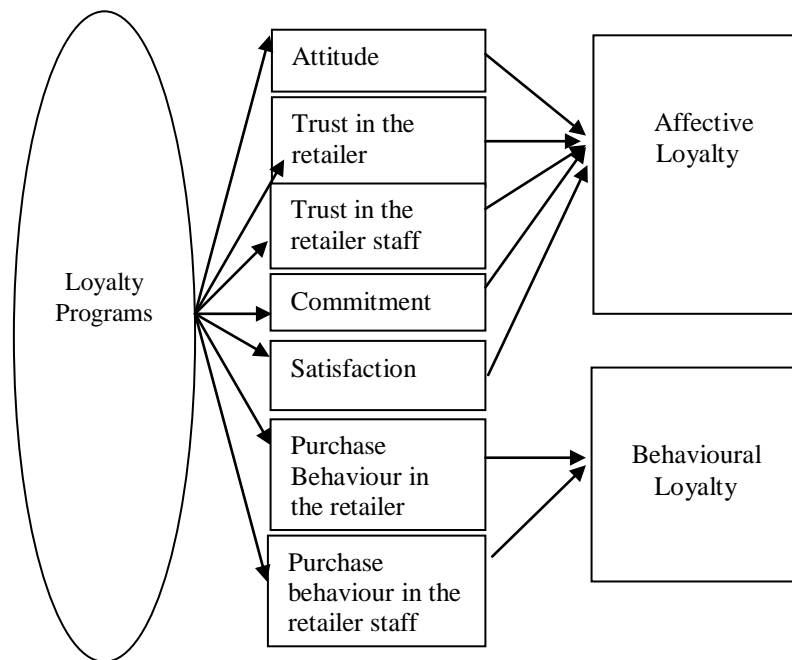 Loyalty
Programs
Attitude
Trust in the
retailer
Trust in the
retailer staff
Commitment
Satisfaction
Purchase
Behaviour in
the retailer
Purchase
behaviour in the
retailer staff
Affective
Loyalty
Behavioural
Loyalty